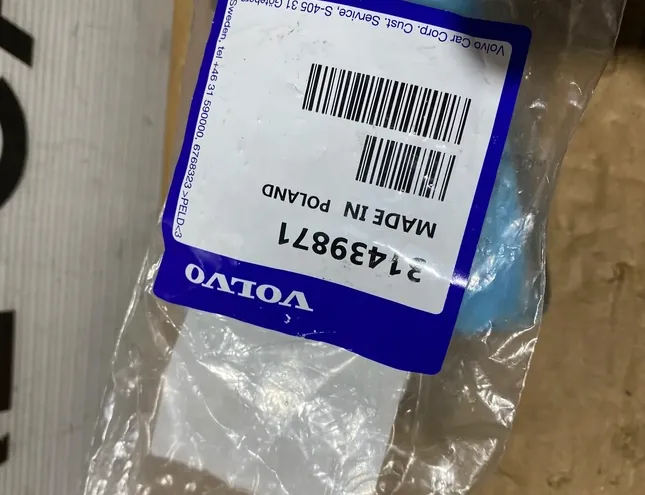 VOLVO
31439871
MADE IN POLAND
Volvo Car Corp. Cust. Service, S-405 31 Göteborg
Sweden, tel +46 31 590000, 6768323 >PELD<3